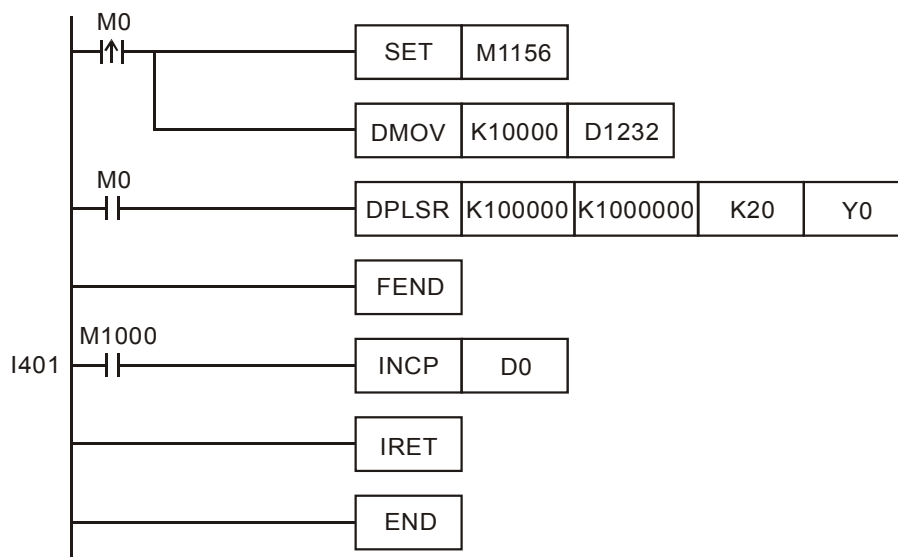 M0
SET M1156
DMOV K10000 D1232
M0
DPLSR K100000 K1000000 K20 Y0
FEND
M1000
I401 INCP D0
IRET
END